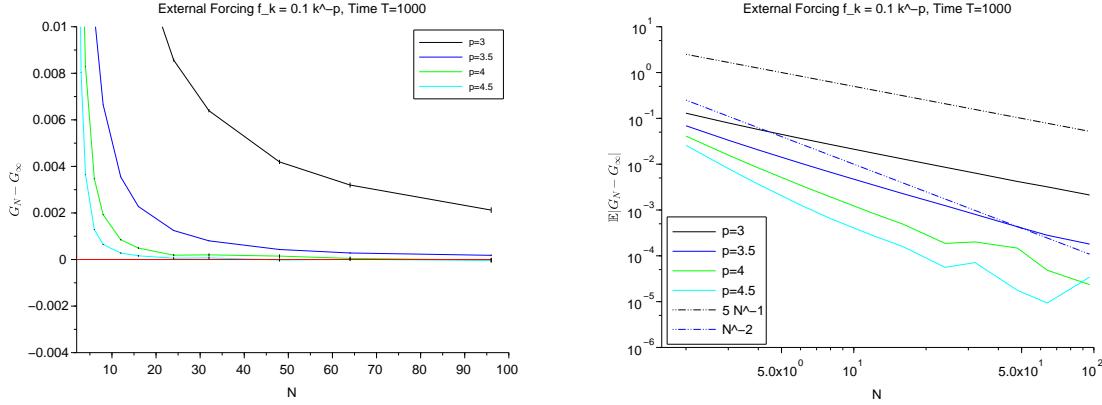 External Forcing f_k = 0.1 k^-p, Time T=1000
0.01
0.008
0.006
0.004
0.002
0
−0.002
−0.004
G_N − G_∞
10
20
30
40
50
60
70
80
90
100
N
p=3
p=3.5
p=4
p=4.5
External Forcing f_k = 0.1 k^-p, Time T=1000
10^1
10^0
10^−1
10^−2
10^−3
10^−4
10^−5
10^−6
𝔼|G_N − G_∞|
5.0x10^0
10^1
5.0x10^1
10^2
N
p=3
p=3.5
p=4
p=4.5
5 N^−1
N^−2